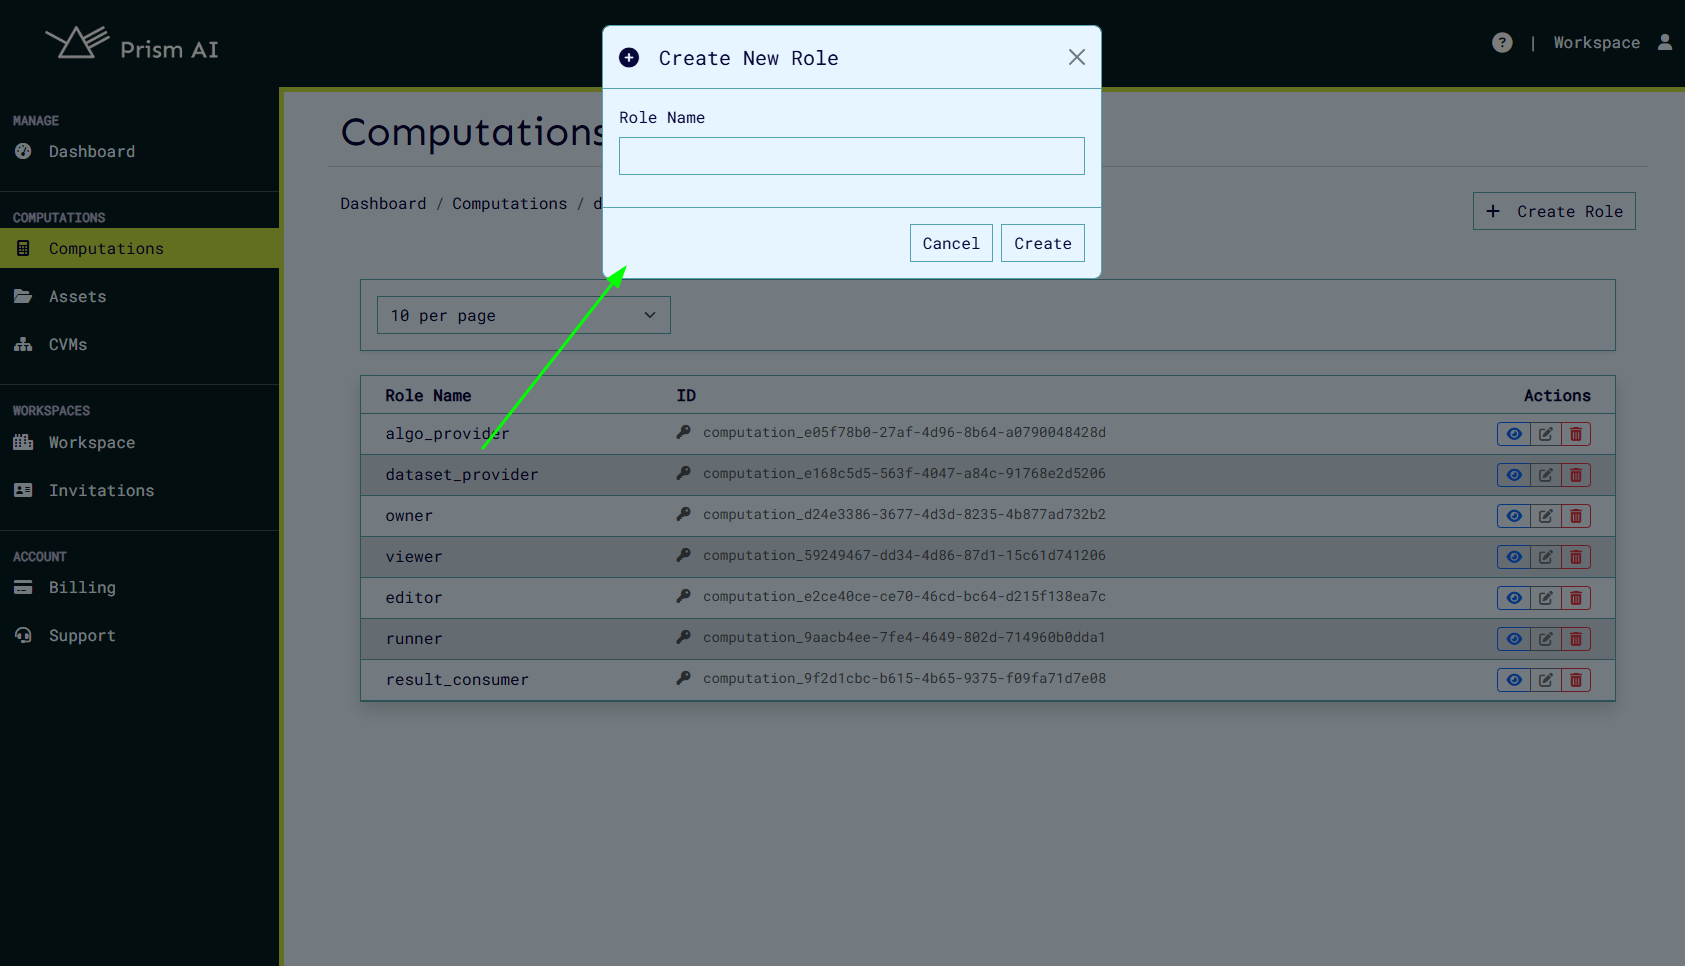 Prism AI
? | Workspace
MANAGE
Dashboard
COMPUTATIONS
Computations
Assets
CVMs
WORKSPACES
Workspace
Invitations
ACCOUNT
Billing
Support
Computations
Dashboard / Computations / d
+ Create Role
Create New Role
Role Name
Cancel
Create
10 per page
Role Name ID Actions
algo_provider computation_e05f78b0-27af-4d96-8b64-a0790048428d
dataset_provider computation_e168c5d5-563f-4047-a84c-91768e2d5206
owner computation_d24e3386-3677-4d3d-8235-4b877ad732b2
viewer computation_59249467-dd34-4d86-87d1-15c61d741206
editor computation_e2ce40ce-ce70-46cd-bc64-d215f138ea7c
runner computation_9aacb4ee-7fe4-4649-802d-714960b0dda1
result_consumer computation_9f2d1cbc-b615-4b65-9375-f09fa71d7e08